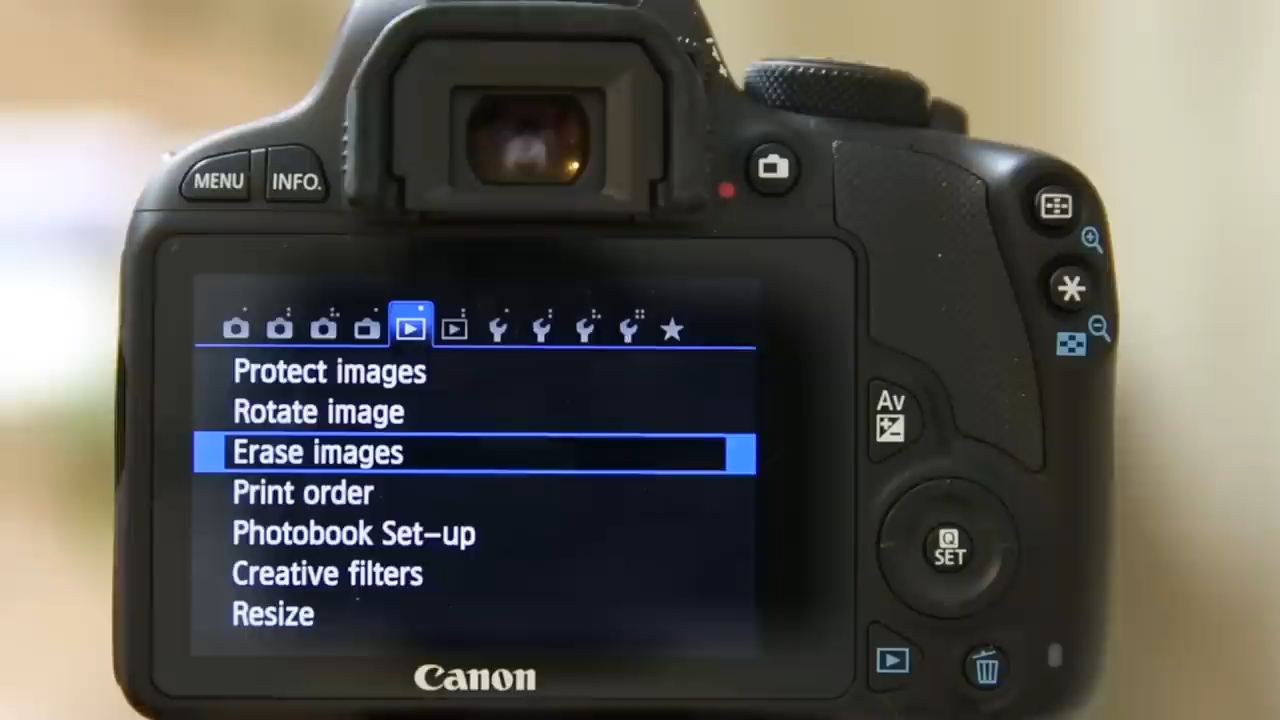 MENU INFO.
Protect images
Rotate image
Erase images
Print order
Photobook Set-up
Creative filters
Resize
Av
Q
SET
Canon